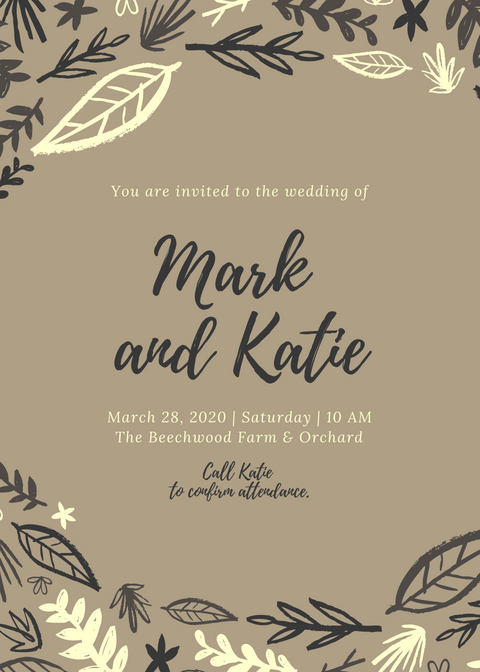 You are invited to the wedding of
Mark
and Katie
March 28, 2020 | Saturday | 10 AM
The Beechwood Farm & Orchard
Call Katie
to confirm attendance.